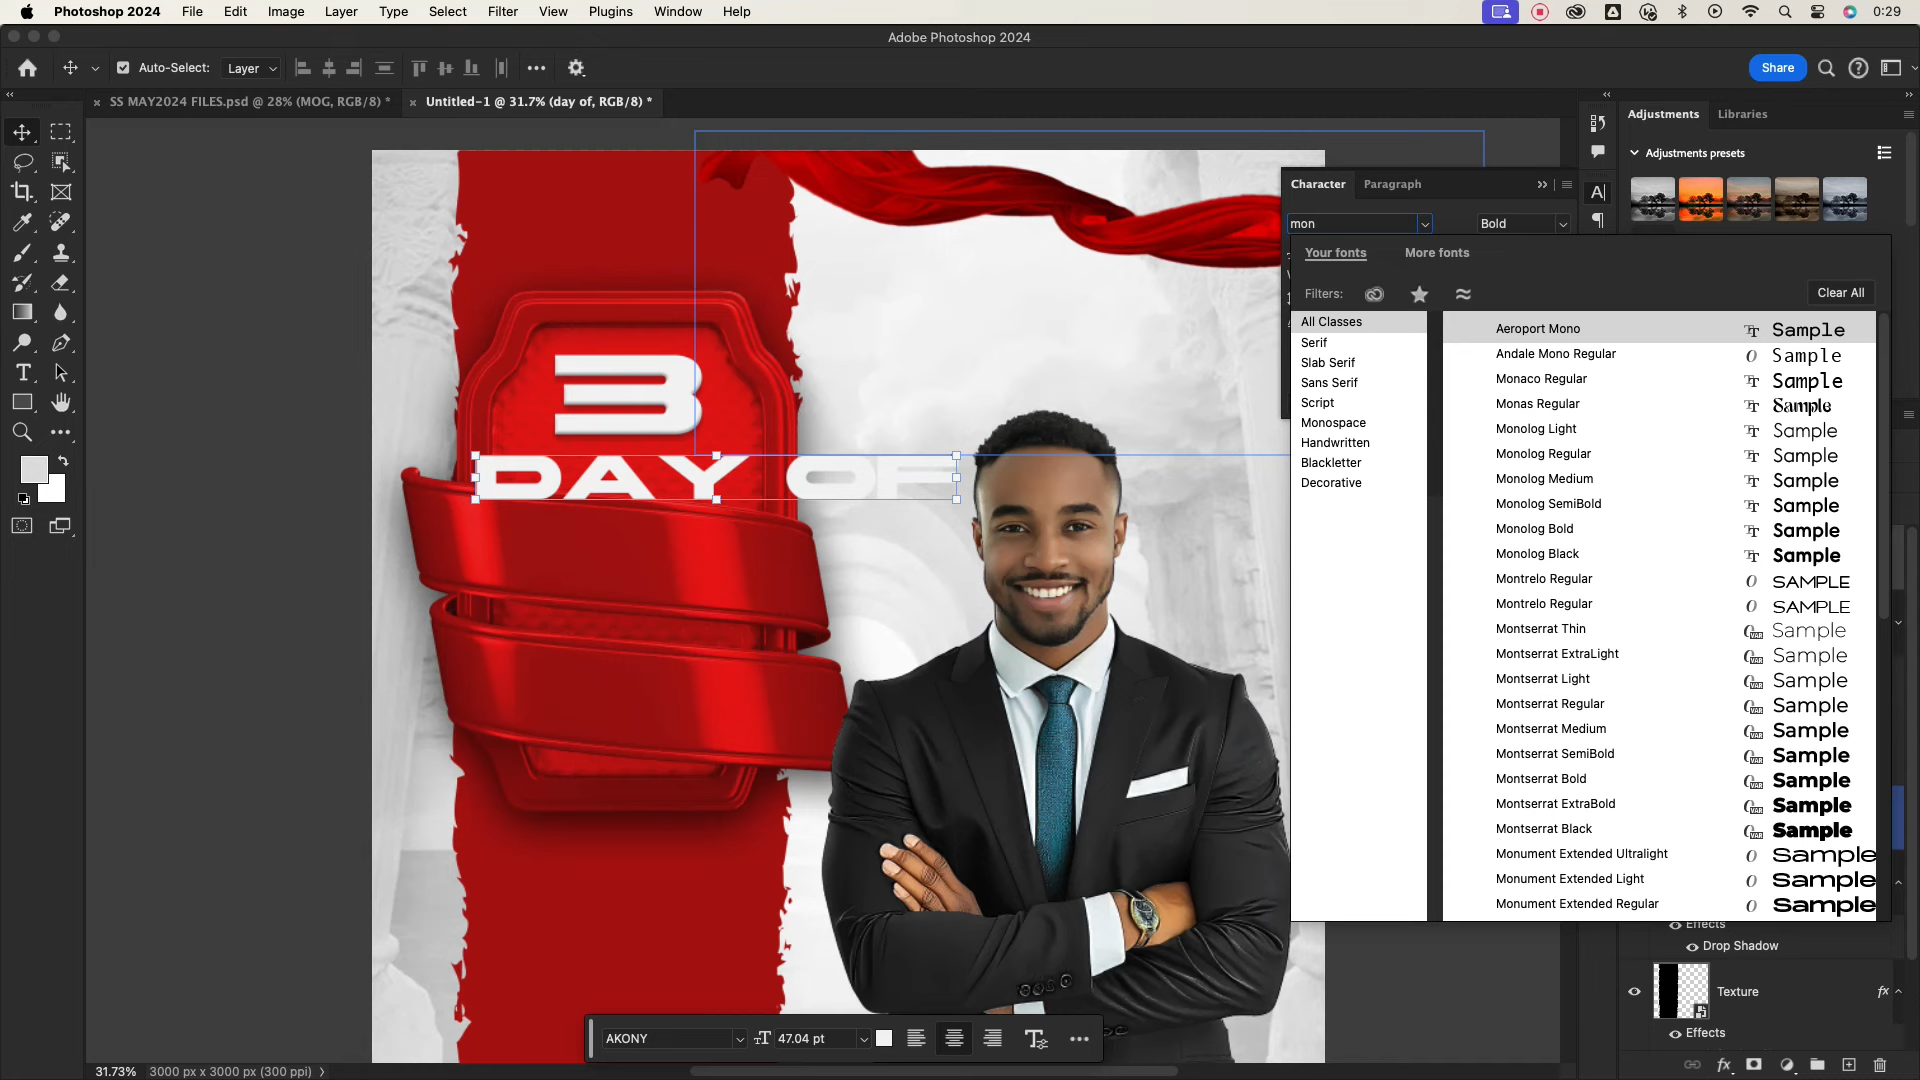 Photoshop 2024 File Edit Image Layer Type Select Filter View Plugins Window Help 0:29
Adobe Photoshop 2024
Auto-Select: Layer Share
SS MAY2024 FILES.psd @ 28% (MOG, RGB/8) * Untitled-1 @ 31.7% (day of, RGB/8) *
Adjustments Libraries
Adjustments presets
Character Paragraph
mon Bold
Your fonts More fonts
Filters: Clear All
All Classes
Serif
Slab Serif
Sans Serif
Script
Monospace
Handwritten
Blackletter
Decorative
Aeroport Mono Sample
Andale Mono Regular Sample
Monaco Regular Sample
Monas Regular Sample
Monolog Light Sample
Monolog Regular Sample
Monolog Medium Sample
Monolog SemiBold Sample
Monolog Bold Sample
Monolog Black Sample
Montrelo Regular SAMPLE
Montrelo Regular SAMPLE
Montserrat Thin Sample
Montserrat ExtraLight Sample
Montserrat Light Sample
Montserrat Regular Sample
Montserrat Medium Sample
Montserrat SemiBold Sample
Montserrat Bold Sample
Montserrat ExtraBold Sample
Montserrat Black Sample
Monument Extended Ultralight Sample
Monument Extended Light Sample
Monument Extended Regular Sample
3
DAY OF
Effects
Drop Shadow
Texture fx
Effects
AKONY 47.04 pt
31.73% 3000 px x 3000 px (300 ppi)